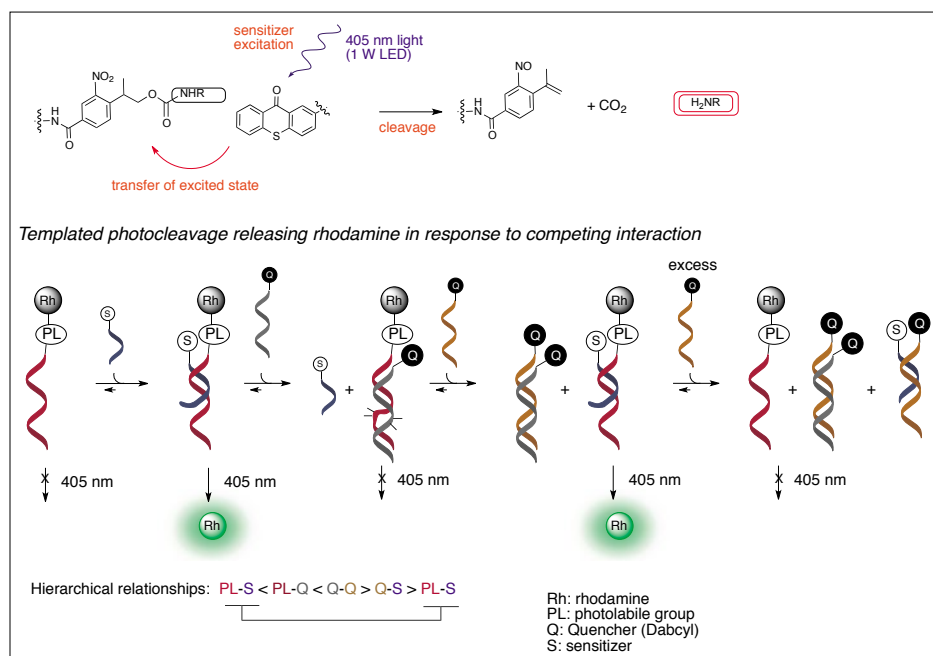 sensitizer
excitation
405 nm light
(1 W LED)
NO2
O
NHR
H
N
O
O
O
S
cleavage
H
N
O
NO
+ CO2
H2NR
transfer of excited state
Templated photocleavage releasing rhodamine in response to competing interaction
excess
Rh
PL
S
Rh
PL
S
Q
S
+
Rh
PL
Q
Q
Q
Q
+
Rh
PL
S
Q
Rh
PL
+
Q
Q
+
S
Q
X 405 nm
405 nm
X 405 nm
405 nm
X 405 nm
Rh
Rh
Hierarchical relationships: PL-S < PL-Q < Q-Q > Q-S > PL-S
Rh: rhodamine
PL: photolabile group
Q: Quencher (Dabcyl)
S: sensitizer